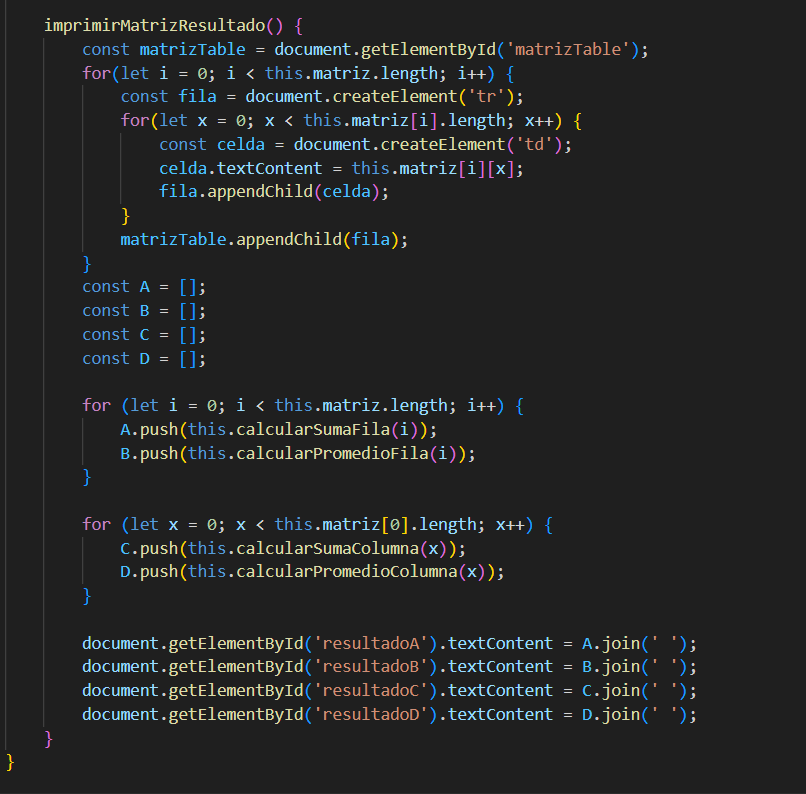 imprimirMatrizResultado() {
const matrizTable = document.getElementById('matrizTable');
for(let i = 0; i < this.matriz.length; i++) {
const fila = document.createElement('tr');
for(let x = 0; x < this.matriz[i].length; x++) {
const celda = document.createElement('td');
celda.textContent = this.matriz[i][x];
fila.appendChild(celda);
}
matrizTable.appendChild(fila);
}
const A = [];
const B = [];
const C = [];
const D = [];
for (let i = 0; i < this.matriz.length; i++) {
A.push(this.calcularSumaFila(i));
B.push(this.calcularPromedioFila(i));
}
for (let x = 0; x < this.matriz[0].length; x++) {
C.push(this.calcularSumaColumna(x));
D.push(this.calcularPromedioColumna(x));
}
document.getElementById('resultadoA').textContent = A.join(' ');
document.getElementById('resultadoB').textContent = B.join(' ');
document.getElementById('resultadoC').textContent = C.join(' ');
document.getElementById('resultadoD').textContent = D.join(' ');
}
}